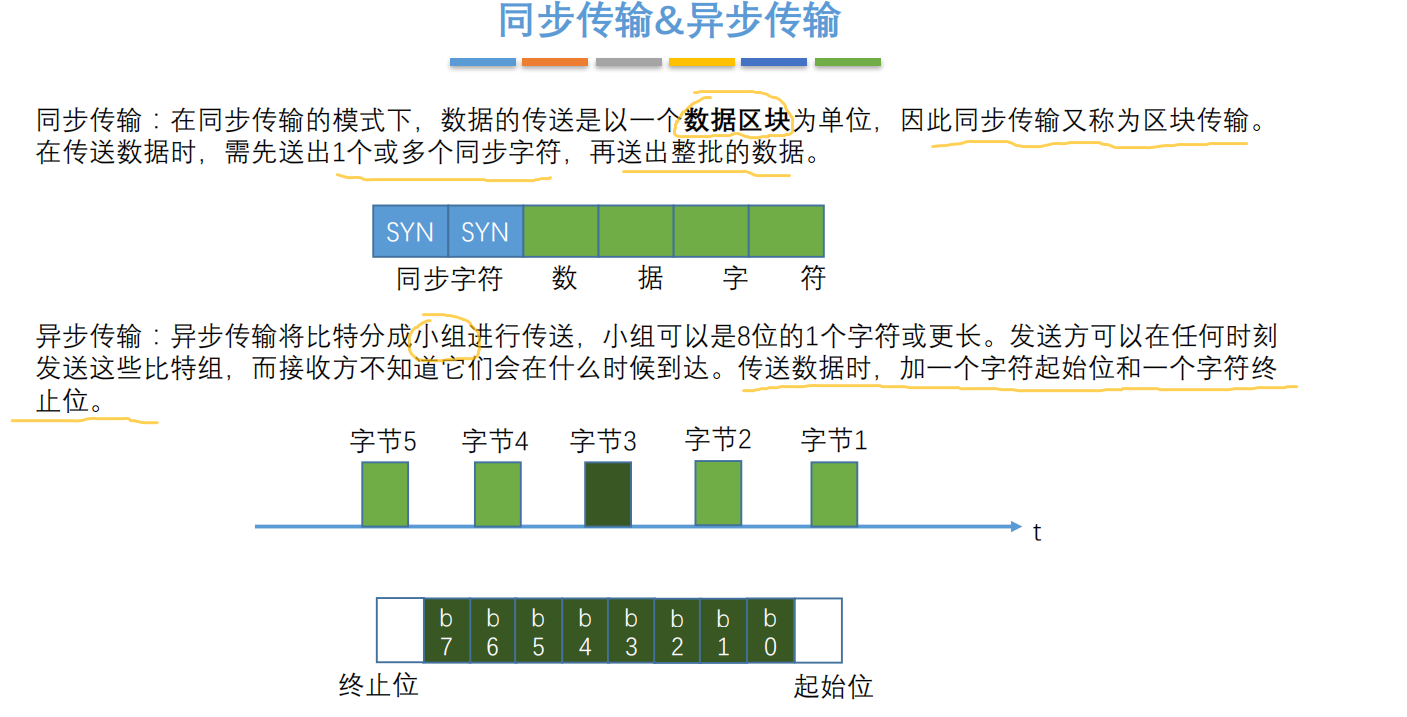 同步传输&异步传输
同步传输：在同步传输的模式下，数据的传送是以一个数据区块为单位，因此同步传输又称为区块传输。
在传送数据时，需先送出1个或多个同步字符，再送出整批的数据。
SYN SYN
同步字符 数 据 字 符
异步传输：异步传输将比特分成小组进行传送，小组可以是8位的1个字符或更长。发送方可以在任何时刻
发送这些比特组，而接收方不知道它们会在什么时候到达。传送数据时，加一个字符起始位和一个字符终
止位。
字节5 字节4 字节3 字节2 字节1
t
b b b b b b b b
7 6 5 4 3 2 1 0
终止位 起始位